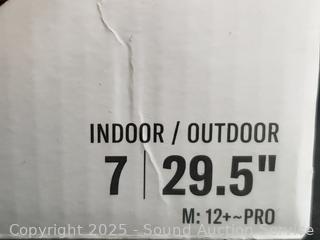 INDOOR / OUTDOOR
7 | 29.5"
M: 12+~PRO
Copyright 2025 - Sound Auction Service